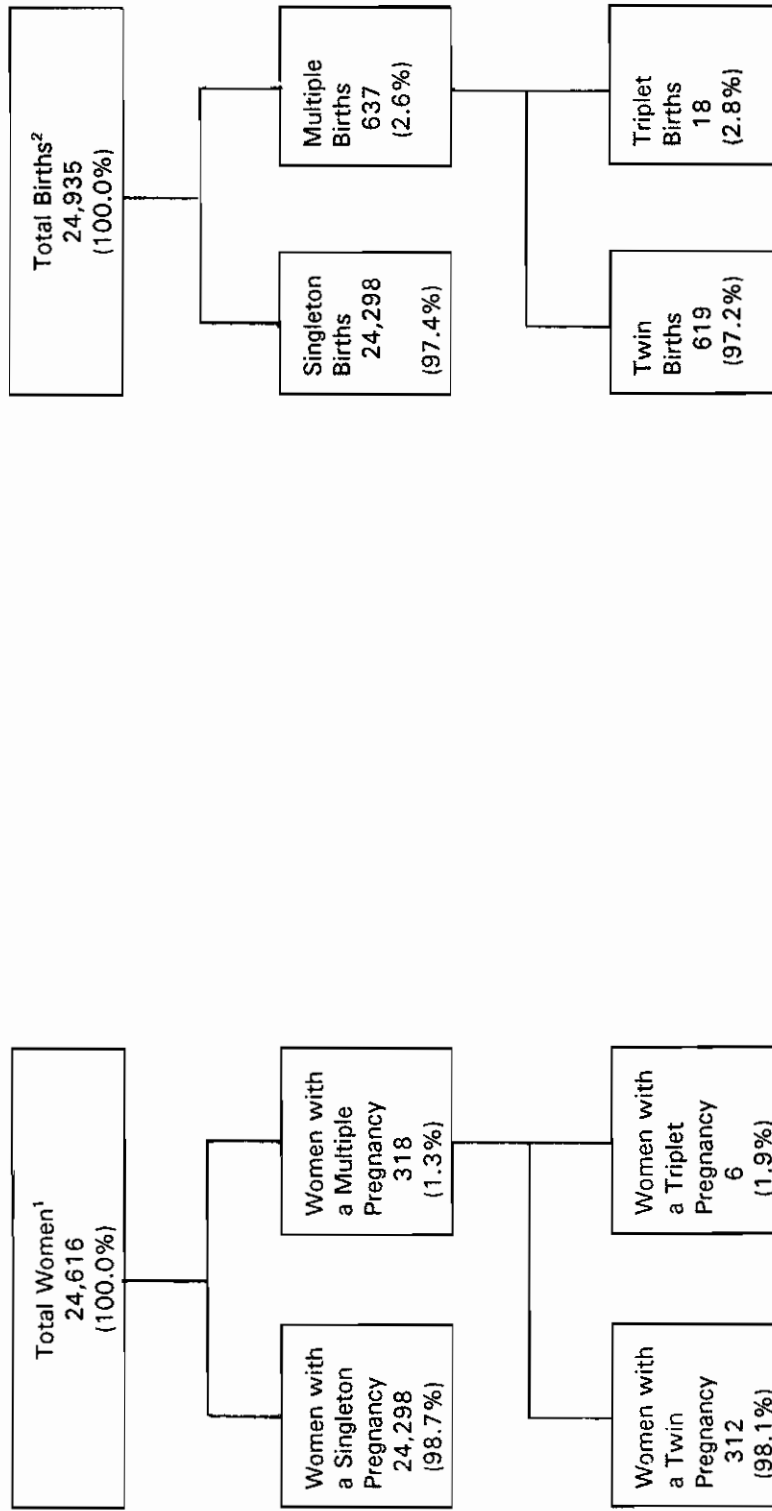 Total Women¹
24,616
(100.0%)
Women with
a Singleton
Pregnancy
24,298
(98.7%)
Women with
a Multiple
Pregnancy
318
(1.3%)
Women with
a Twin
Pregnancy
312
(98.1%)
Women with
a Triplet
Pregnancy
6
(1.9%)
Total Births²
24,935
(100.0%)
Singleton
Births
24,298
(97.4%)
Multiple
Births
637
(2.6%)
Twin
Births
619
(97.2%)
Triplet
Births
18
(2.8%)